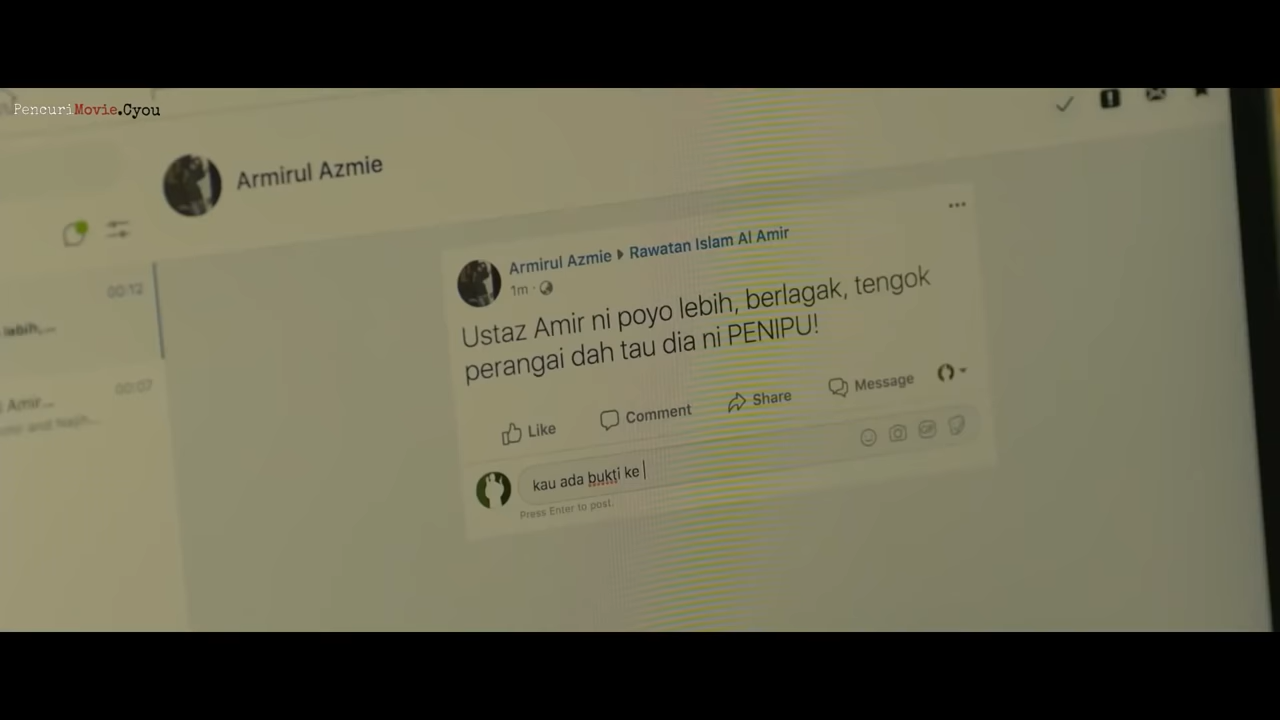 PencuriMovie.Cyou
Armirul Azmie
00:12
lebih,...
Armirul Azmie Rawatan Islam Al Amir
1m
Ustaz Amir ni poyo lebih, berlagak, tengok
perangai dah tau dia ni PENIPU!
00:07
Amir...
Like Comment Share Message
kau ada bukti ke
GIF
Press Enter to post.